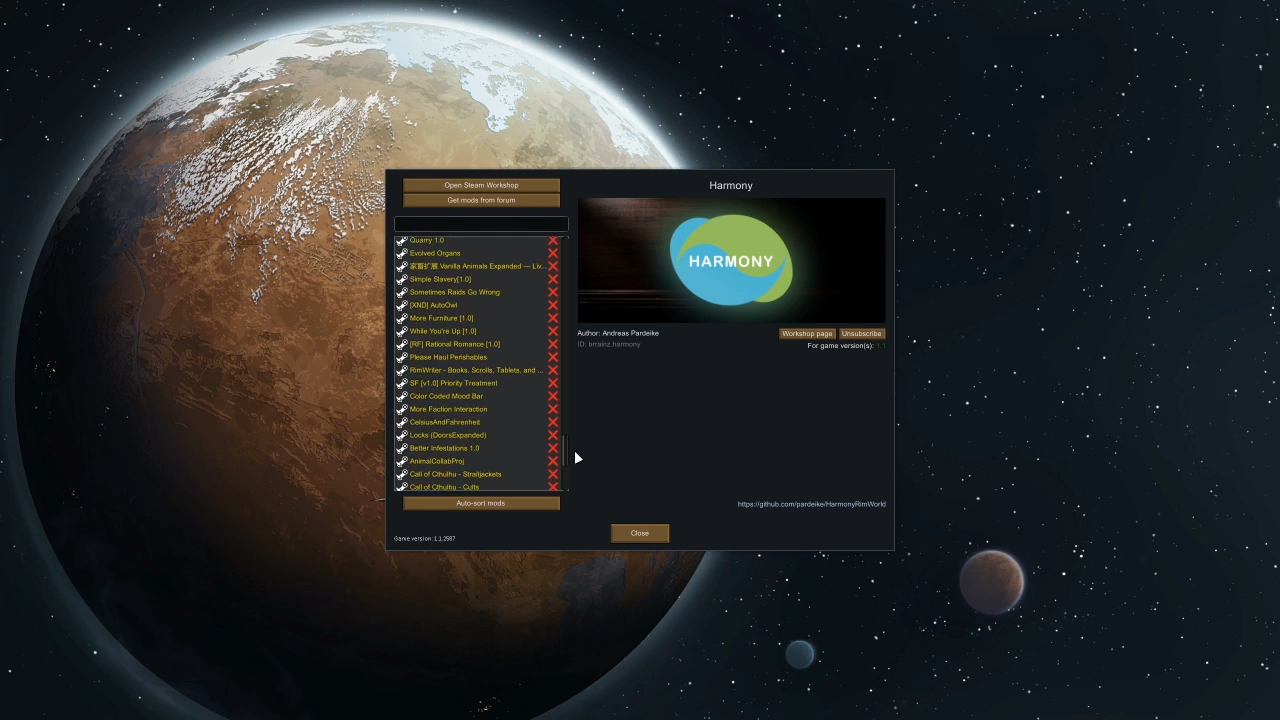 Open Steam Workshop
Get mods from forum
Quarry 1.0
Evolved Organs
家畜扩展 Vanilla Animals Expanded — Liv...
Simple Slavery[1.0]
Sometimes Raids Go Wrong
[XND] AutoOwl
More Furniture [1.0]
While You're Up [1.0]
[RF] Rational Romance [1.0]
Please Haul Perishables
RimWriter - Books, Scrolls, Tablets, and ...
SF [v1.0] Priority Treatment
Color Coded Mood Bar
More Faction Interaction
CelsiusAndFahrenheit
Locks (DoorsExpanded)
Better Infestations 1.0
AnimalCollabProj
Call of Cthulhu - Straitjackets
Call of Cthulhu - Cults
Auto-sort mods
Game version: 1.1.2587
Harmony
HARMONY
Author: Andreas Pardeike
Workshop page
Unsubscribe
ID: brrainz.harmony
For game version(s): 1.1
https://github.com/pardeike/HarmonyRimWorld
Close